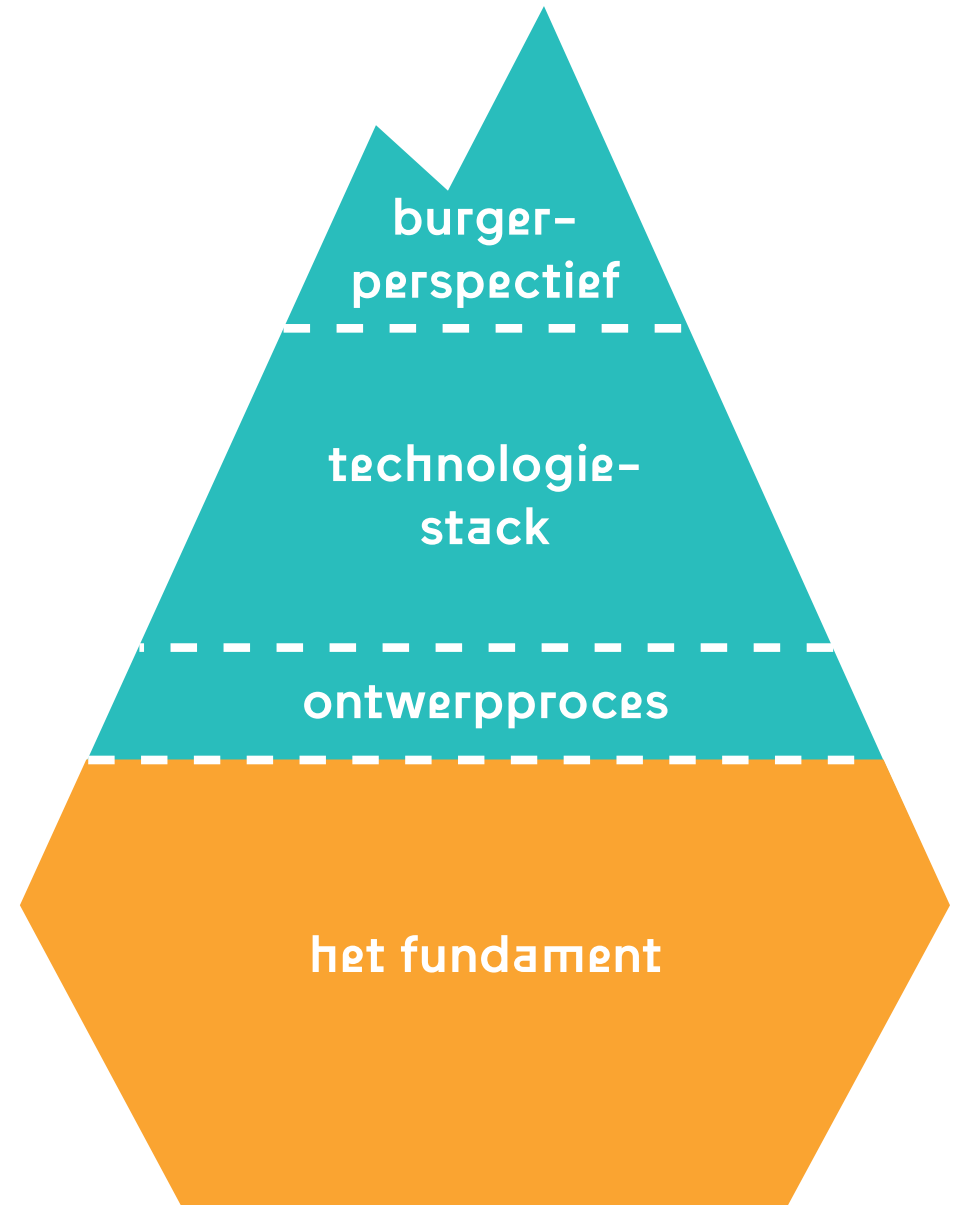 burger-
perspectief
technologie-
stack
ontwerpproces
het fundament